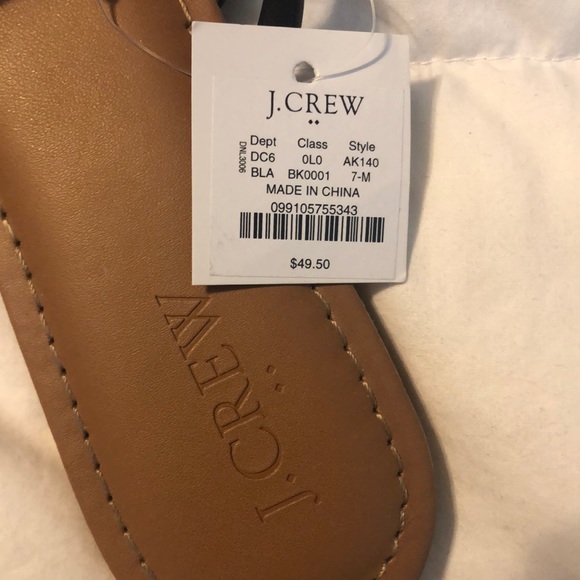 J.CREW
Dept Class Style
DC6 0L0 AK140
BLA BK0001 7-M
MADE IN CHINA
099105755343
$49.50
DNL3006
J.CREW